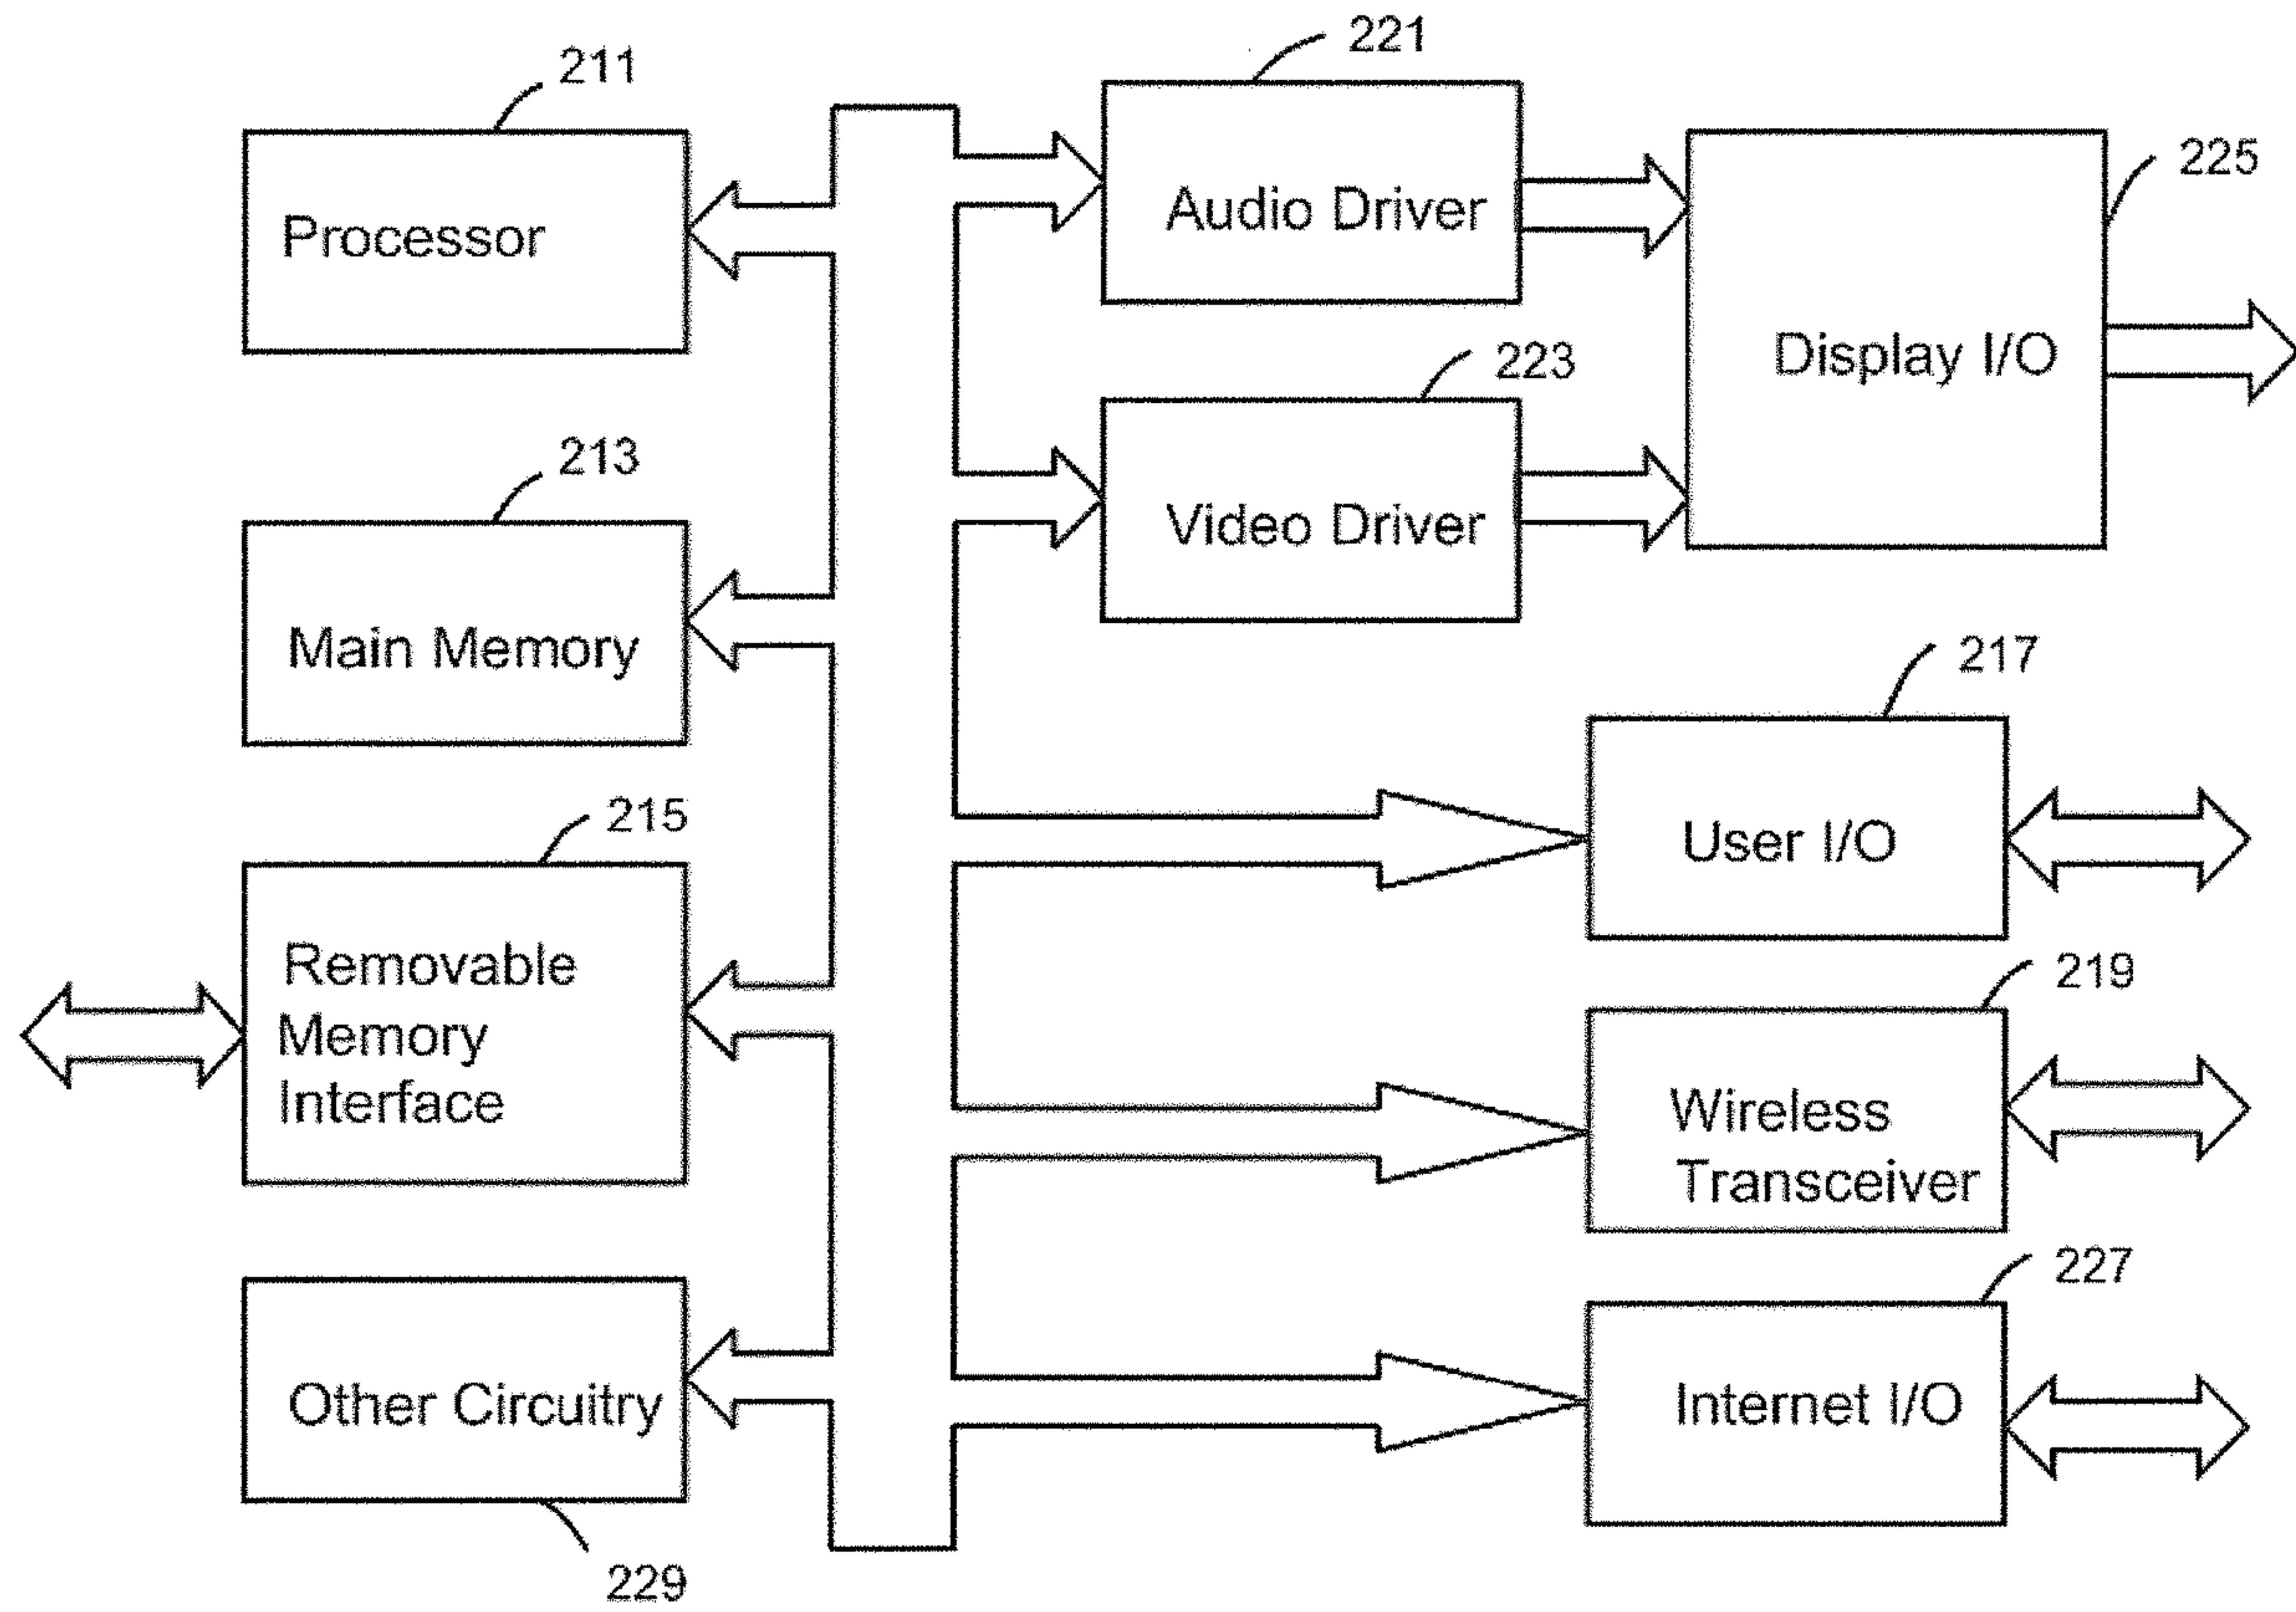 211
Processor
213
Main Memory
215
Removable
Memory
Interface
Other Circuitry
229
221
Audio Driver
223
Video Driver
225
Display I/O
217
User I/O
219
Wireless
Transceiver
227
Internet I/O